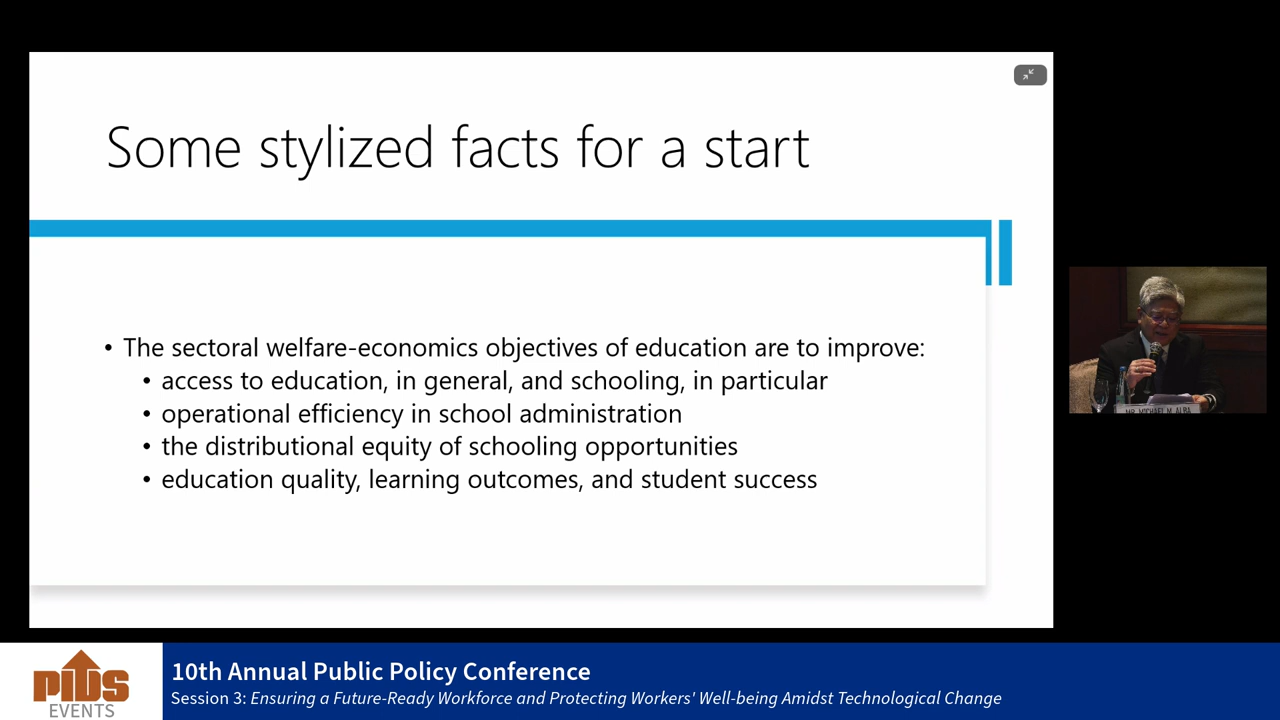 Some stylized facts for a start
• The sectoral welfare-economics objectives of education are to improve:
• access to education, in general, and schooling, in particular
• operational efficiency in school administration
• the distributional equity of schooling opportunities
• education quality, learning outcomes, and student success
MR. MICHAEL M. ALBA
PIDS
EVENTS
10th Annual Public Policy Conference
Session 3: Ensuring a Future-Ready Workforce and Protecting Workers' Well-being Amidst Technological Change